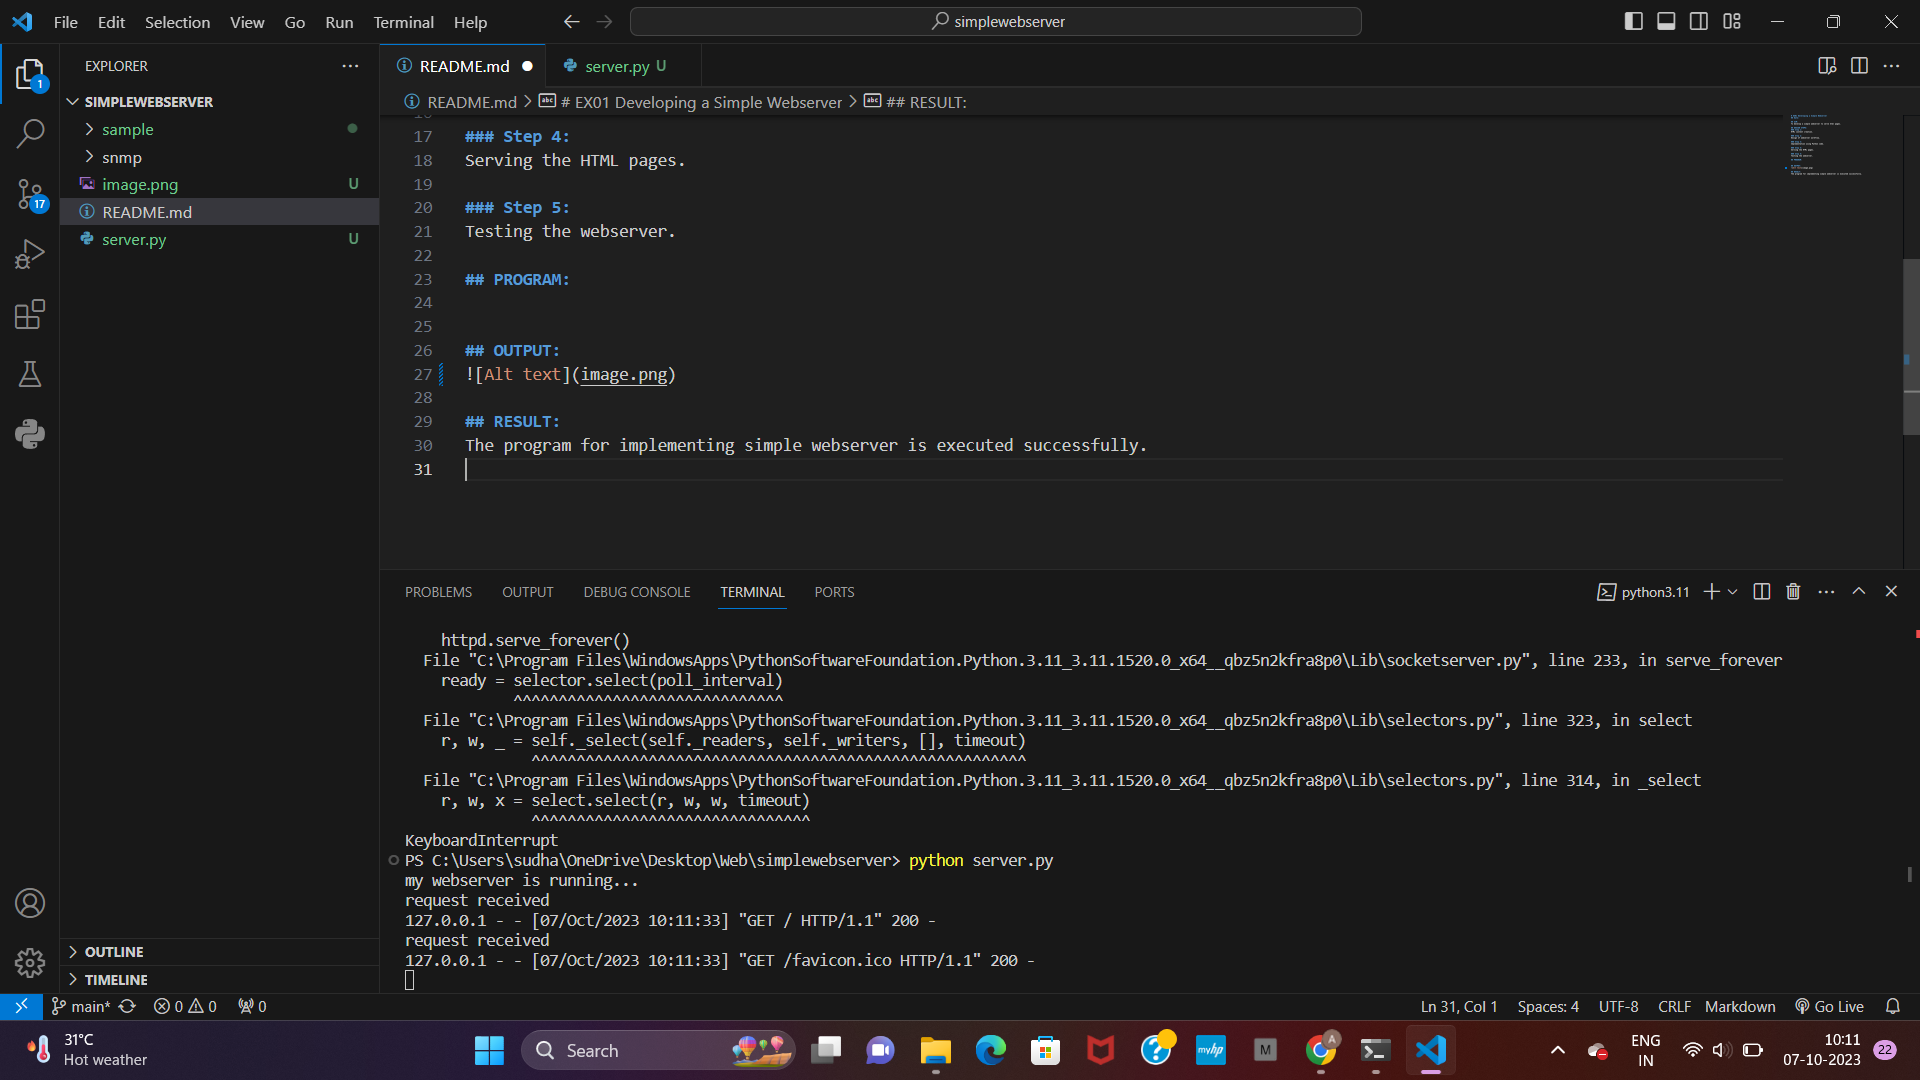 File Edit Selection View Go Run Terminal Help
simplewebserver
EXPLORER
SIMPLEWEBSERVER
sample
snmp
image.png U
README.md
server.py U
OUTLINE
TIMELINE
1
17
README.md
server.py U
README.md > # EX01 Developing a Simple Webserver > ## RESULT:
17 ### Step 4:
18 Serving the HTML pages.
19
20 ### Step 5:
21 Testing the webserver.
22
23 ## PROGRAM:
24
25
26 ## OUTPUT:
27 ![Alt text](image.png)
28
29 ## RESULT:
30 The program for implementing simple webserver is executed successfully.
31
PROBLEMS OUTPUT DEBUG CONSOLE TERMINAL PORTS
python3.11
httpd.serve_forever()
File "C:\Program Files\WindowsApps\PythonSoftwareFoundation.Python.3.11_3.11.1520.0_x64__qbz5n2kfra8p0\Lib\socketserver.py", line 233, in serve_forever
ready = selector.select(poll_interval)
^^^^^^^^^^^^^^^^^^^^^^^^^^^^^^
File "C:\Program Files\WindowsApps\PythonSoftwareFoundation.Python.3.11_3.11.1520.0_x64__qbz5n2kfra8p0\Lib\selectors.py", line 323, in select
r, w, _ = self._select(self._readers, self._writers, [], timeout)
^^^^^^^^^^^^^^^^^^^^^^^^^^^^^^^^^^^^^^^^^^^^^^^^^^^^^^^
File "C:\Program Files\WindowsApps\PythonSoftwareFoundation.Python.3.11_3.11.1520.0_x64__qbz5n2kfra8p0\Lib\selectors.py", line 314, in _select
r, w, x = select.select(r, w, w, timeout)
^^^^^^^^^^^^^^^^^^^^^^^^^^^^^^^
KeyboardInterrupt
PS C:\Users\sudha\OneDrive\Desktop\Web\simplewebserver> python server.py
my webserver is running...
request received
127.0.0.1 - - [07/Oct/2023 10:11:33] "GET / HTTP/1.1" 200 -
request received
127.0.0.1 - - [07/Oct/2023 10:11:33] "GET /favicon.ico HTTP/1.1" 200 -
main* 0 0 0
Ln 31, Col 1 Spaces: 4 UTF-8 CRLF Markdown Go Live
31°C
Hot weather
Search
myhp
M
A
ENG
IN
10:11
07-10-2023
22